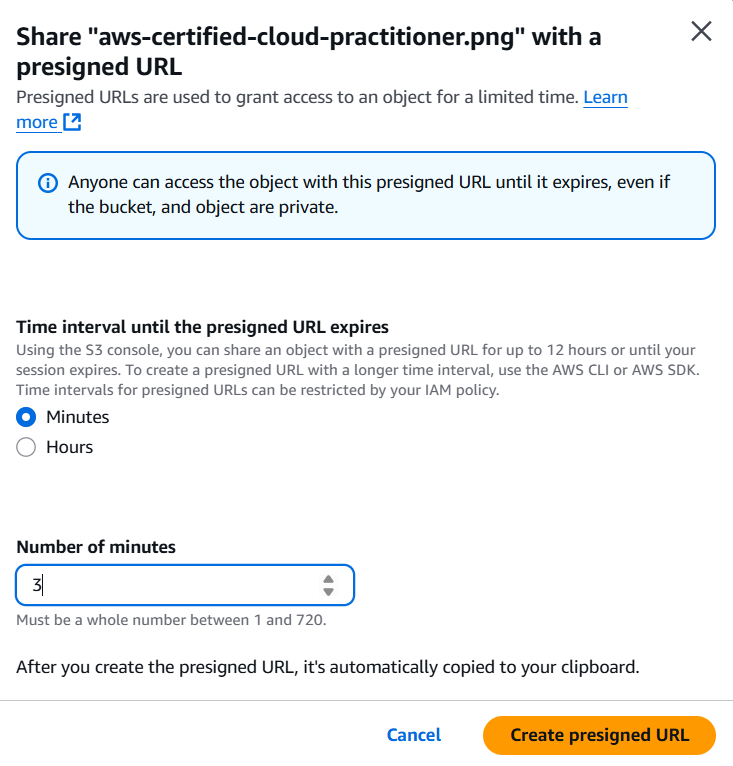 Share "aws-certified-cloud-practitioner.png" with a
presigned URL
Presigned URLs are used to grant access to an object for a limited time. Learn
more
Anyone can access the object with this presigned URL until it expires, even if
the bucket, and object are private.
Time interval until the presigned URL expires
Using the S3 console, you can share an object with a presigned URL for up to 12 hours or until your
session expires. To create a presigned URL with a longer time interval, use the AWS CLI or AWS SDK.
Time intervals for presigned URLs can be restricted by your IAM policy.
Minutes
Hours
Number of minutes
3
Must be a whole number between 1 and 720.
After you create the presigned URL, it's automatically copied to your clipboard.
Cancel
Create presigned URL